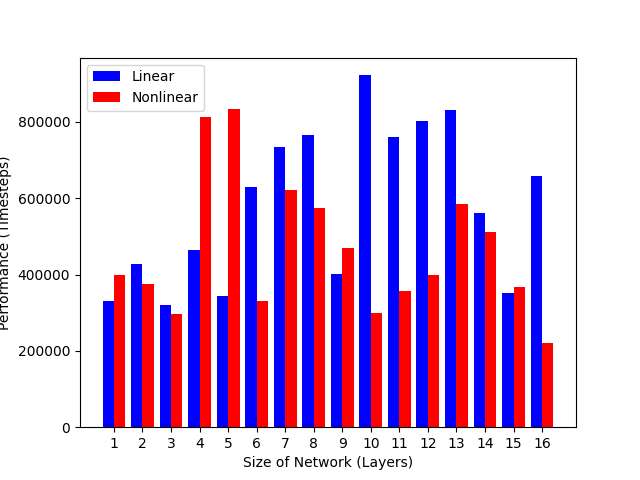 Linear
Nonlinear
800000
600000
400000
200000
0
Performance (Timesteps)
1 2 3 4 5 6 7 8 9 10 11 12 13 14 15 16
Size of Network (Layers)